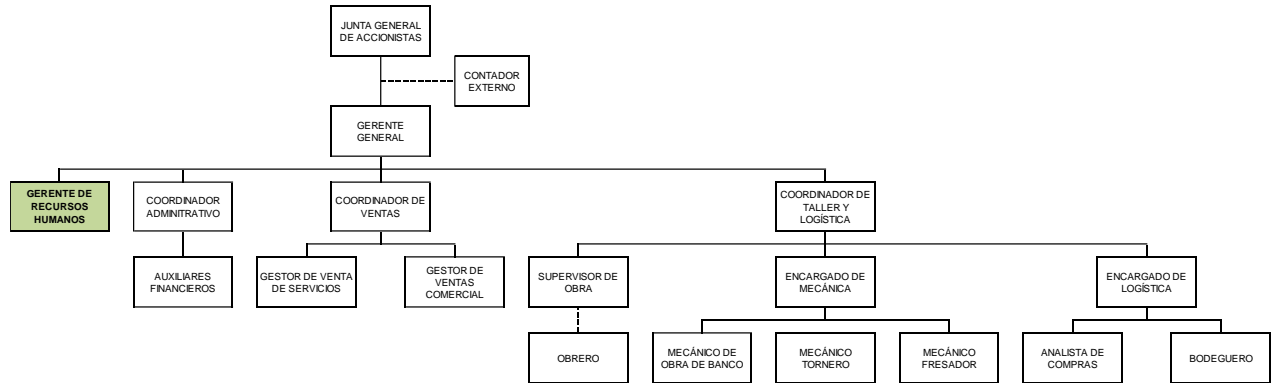 JUNTA GENERAL
DE ACCIONISTAS
CONTADOR
EXTERNO
GERENTE
GENERAL
GERENTE DE
RECURSOS
HUMANOS
COORDINADOR
ADMINITRATIVO
COORDINADOR DE
VENTAS
COORDINADOR DE
TALLER Y
LOGÍSTICA
AUXILIARES
FINANCIEROS
GESTOR DE VENTA
DE SERVICIOS
GESTOR DE
VENTAS
COMERCIAL
SUPERVISOR DE
OBRA
ENCARGADO DE
MECÁNICA
ENCARGADO DE
LOGÍSTICA
OBRERO
MECÁNICO DE
OBRA DE BANCO
MECÁNICO
TORNERO
MECÁNICO
FRESADOR
ANALISTA DE
COMPRAS
BODEGUERO